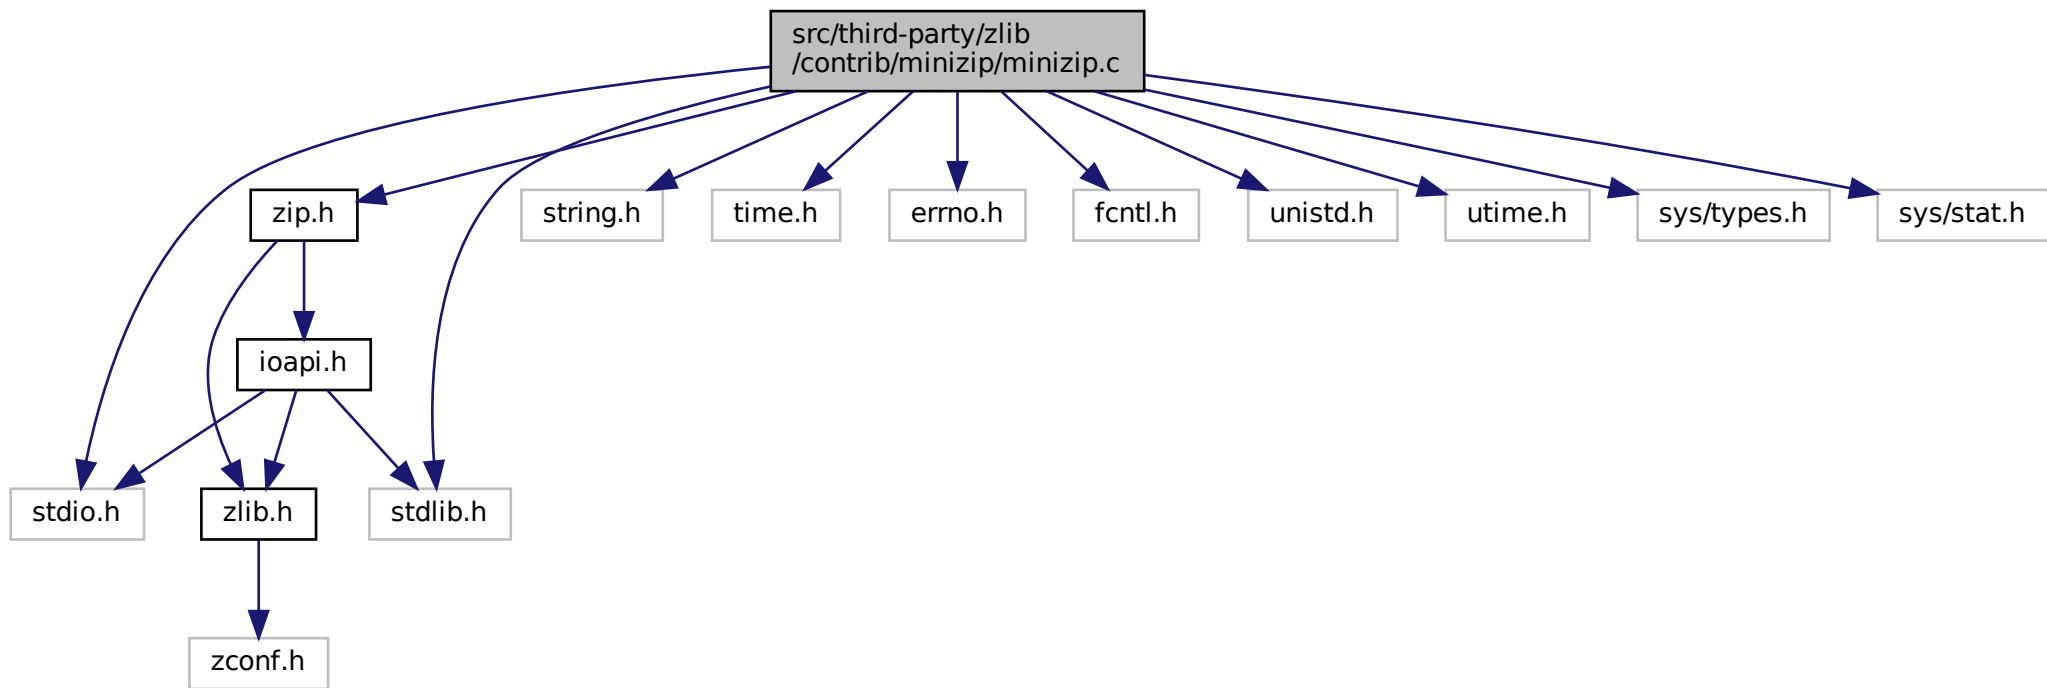 src/third-party/zlib
/contrib/minizip/minizip.c
zip.h
string.h
time.h
errno.h
fcntl.h
unistd.h
utime.h
sys/types.h
sys/stat.h
ioapi.h
stdio.h
zlib.h
stdlib.h
zconf.h